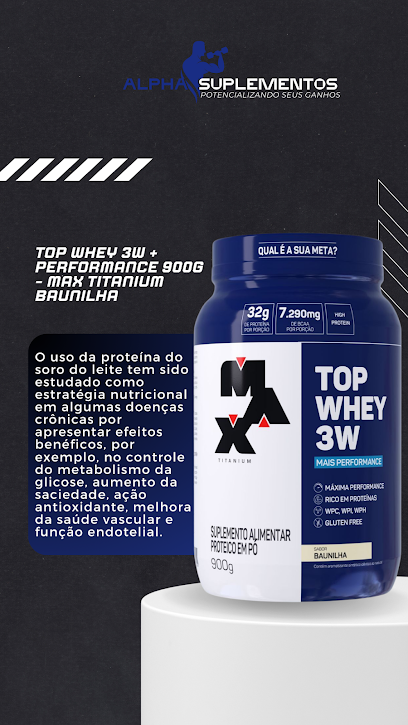 ALPHA SUPLEMENTOS
POTENCIALIZANDO SEUS GANHOS
TOP WHEY 3W +
PERFORMANCE 900G
- MAX TITANIUM
BAUNILHA
O uso da proteína do
soro do leite tem sido
estudado como
estratégia nutricional
em algumas doenças
crônicas por
apresentar efeitos
benéficos, por
exemplo, no controle
do metabolismo da
glicose, aumento da
saciedade, ação
antioxidante, melhora
da saúde vascular e
função endotelial.
QUAL É A SUA META?
32g
DE PROTEÍNA
POR PORÇÃO
7.290mg
DE BCAA
POR PORÇÃO
HIGH
PROTEIN
MAX
TITANIUM
TOP
WHEY
3W
MAIS PERFORMANCE
MÁXIMA PERFORMANCE
RICO EM PROTEÍNAS
WPC, WPI, WPH
GLUTEN FREE
SUPLEMENTO ALIMENTAR
PROTEICO EM PÓ
900g
SABOR
BAUNILHA